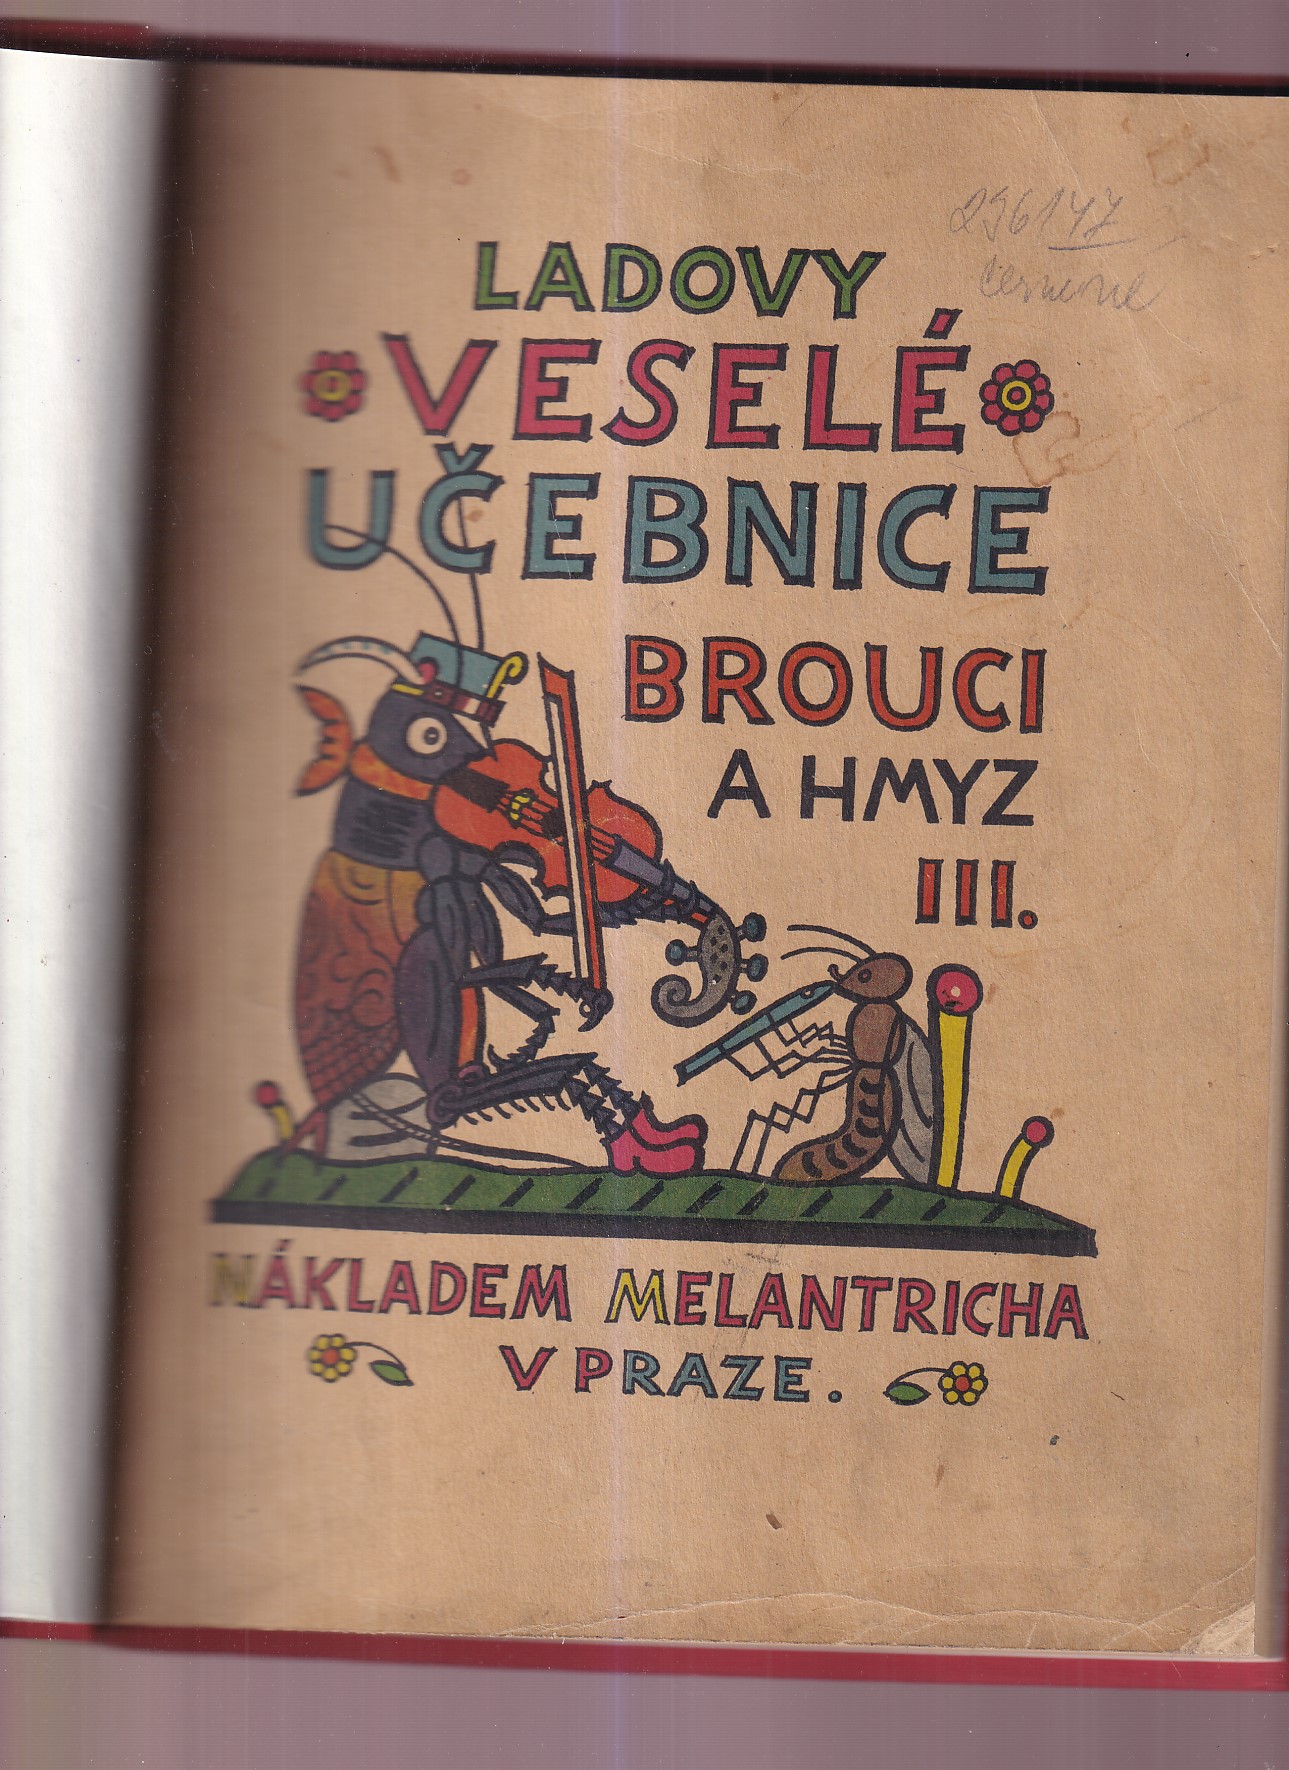 LADOVY
VESELÉ
UČEBNICE
BROUCI
A HMYZ
III.
NÁKLADEM MELANTRICHA
V PRAZE.